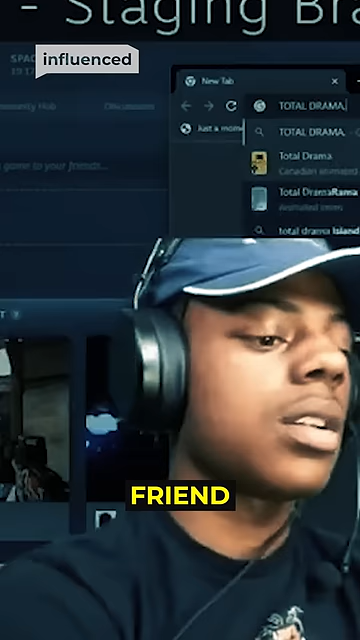 - Staging Bra
influenced
New Tab
TOTAL DRAMA.
Just a mome
TOTAL DRAMA.
Total Drama
Canadian animated
Total DramaRama
Animated series
total drama Island
Discussions
game to your friends...
FRIEND